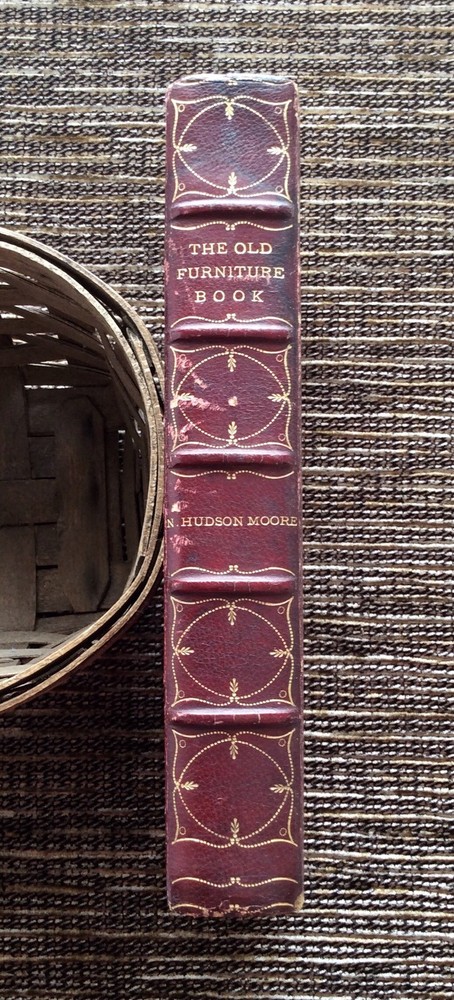 THE OLD
FURNITURE
BOOK
N. HUDSON MOORE